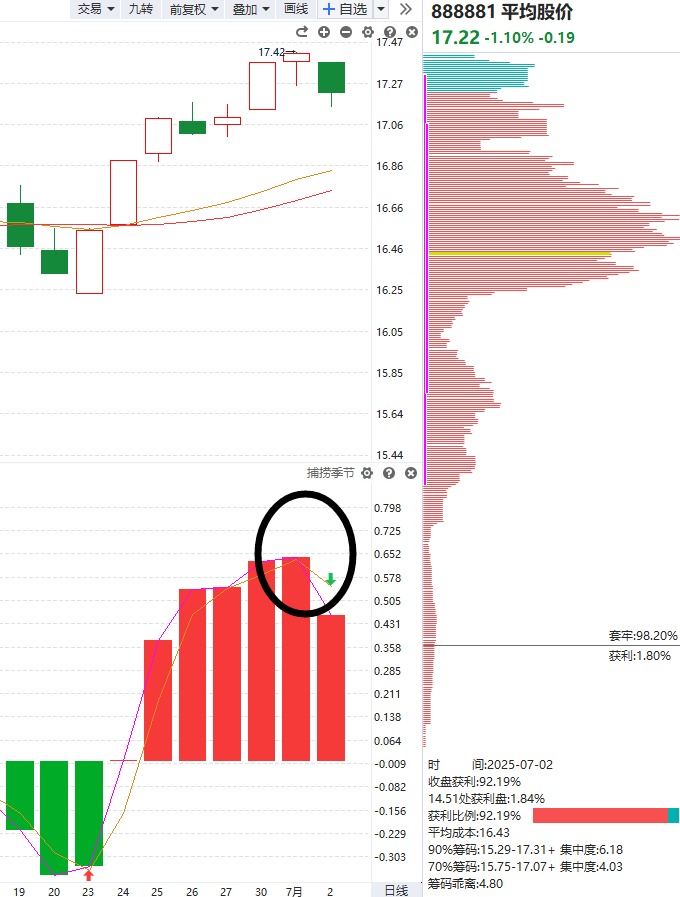 交易 九转 前复权 叠加 画线 自选
888881 平均股价
17.22 -1.10% -0.19
17.42
17.47
17.27
17.06
16.86
16.66
16.46
16.25
16.05
15.85
15.64
15.44
捕捞季节
0.798
0.725
0.652
0.578
0.505
0.431
0.358
0.285
0.211
0.138
0.064
-0.009
-0.082
-0.156
-0.229
-0.303
19 20 23 24 25 26 27 30 7月 2 日线
套牢:98.20%
获利:1.80%
时 间:2025-07-02
收盘获利:92.19%
14.51处获利盘:1.84%
获利比例:92.19%
平均成本:16.43
90%筹码:15.29-17.31+ 集中度:6.18
70%筹码:15.75-17.07+ 集中度:4.03
筹码乖离:4.80